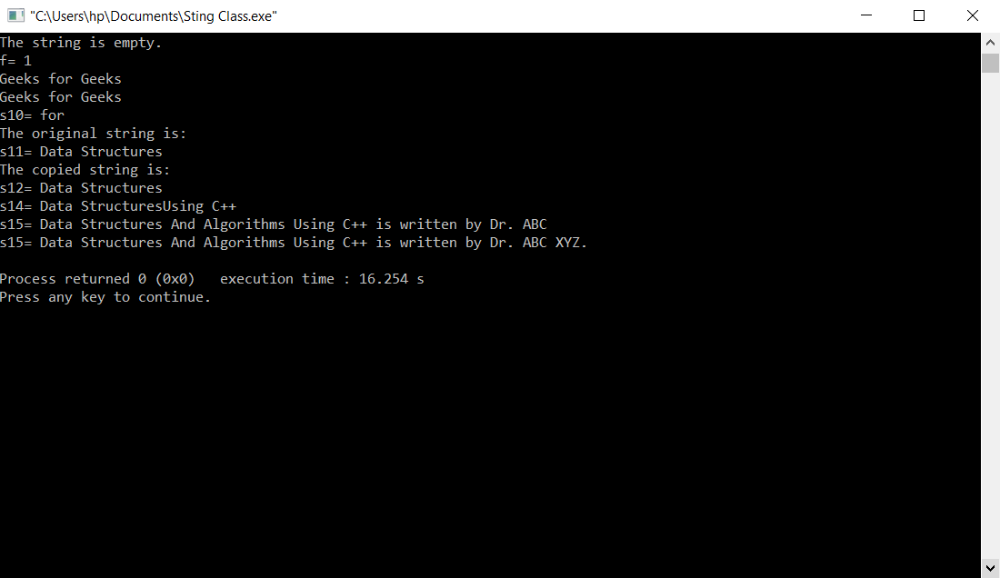 "C:\Users\hp\Documents\Sting Class.exe"
The string is empty.
f= 1
Geeks for Geeks
Geeks for Geeks
s10= for
The original string is:
s11= Data Structures
The copied string is:
s12= Data Structures
s14= Data StructuresUsing C++
s15= Data Structures And Algorithms Using C++ is written by Dr. ABC
s15= Data Structures And Algorithms Using C++ is written by Dr. ABC XYZ.
Process returned 0 (0x0)   execution time : 16.254 s
Press any key to continue.